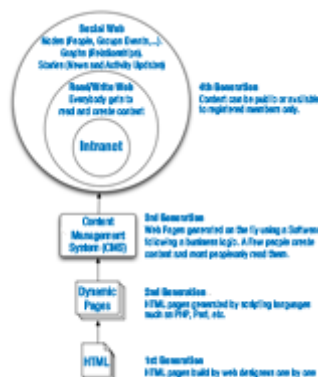 Social Web
Nodes (People, Groups Events,...).
Graphs (Relationships).
Stories (News and Activity Updates)
Read/Write Web
Everybody gets to
read and create content
Intranet
4th Generation
Content can be public or available
to registered members only.
Content
Management
System (CMS)
3rd Generation
Web Pages generated on the fly using a Software
following a business logic. A few people create
content and most people only read them.
Dynamic
Pages
2nd Generation
HTML pages generated by scripting languages
such as PHP, Perl, etc.
HTML
1st Generation
HTML pages build by web designers one by one